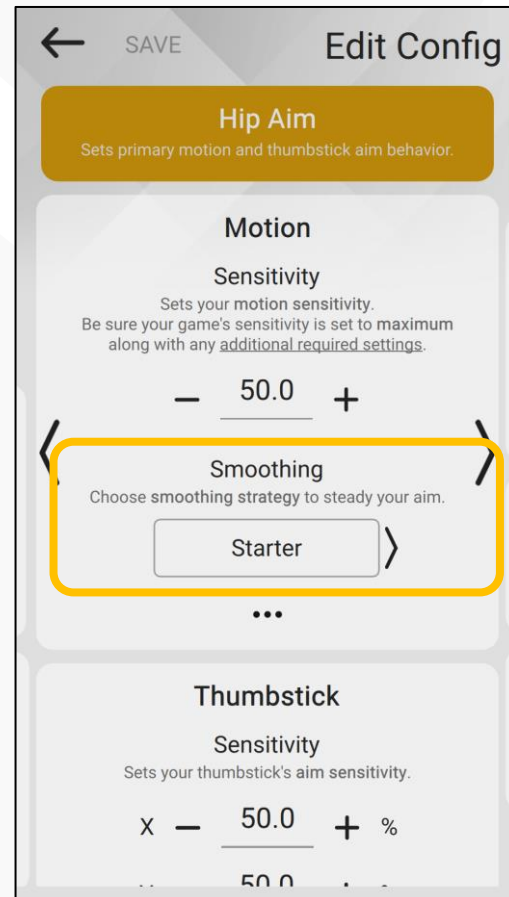 SAVE
Edit Config
Hip Aim
Sets primary motion and thumbstick aim behavior.
Motion
Sensitivity
Sets your motion sensitivity.
Be sure your game's sensitivity is set to maximum
along with any additional required settings.
− 50.0 +
Smoothing
Choose smoothing strategy to steady your aim.
Starter
•••
Thumbstick
Sensitivity
Sets your thumbstick's aim sensitivity.
X − 50.0 + %
50.0